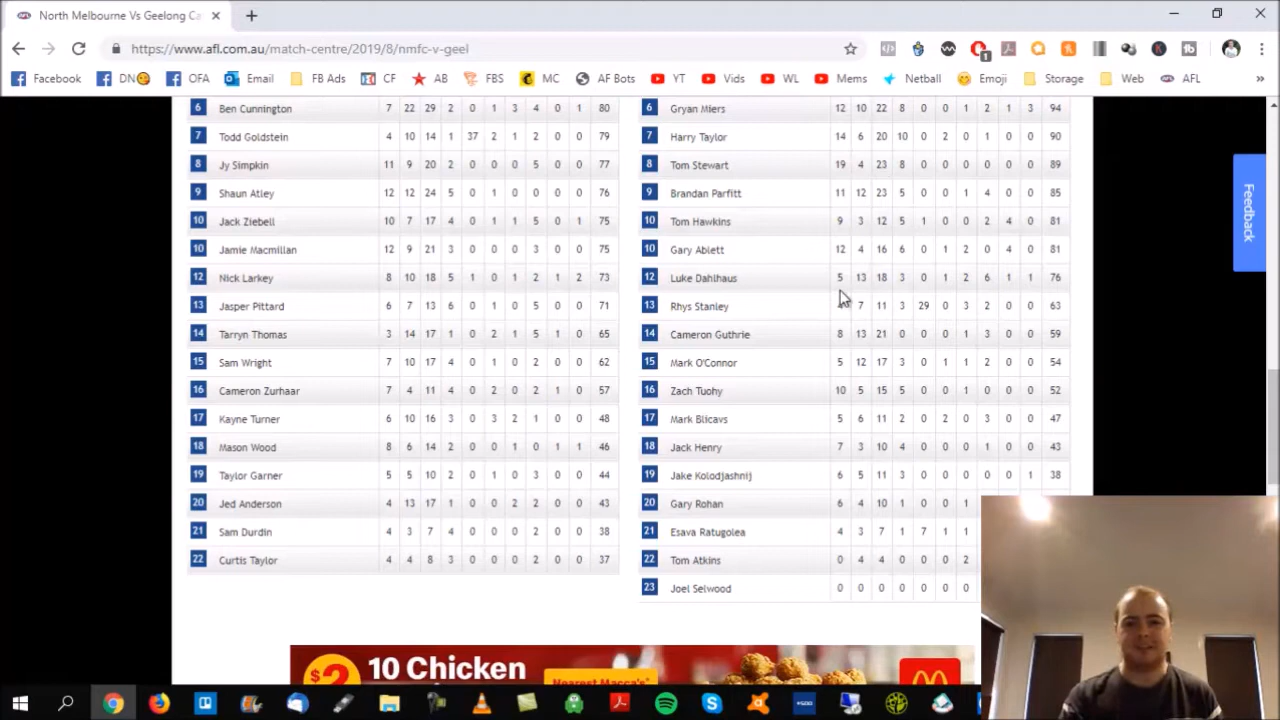 North Melbourne Vs Geelong Ca
https://www.afl.com.au/match-centre/2019/8/nmfc-v-geel
1
Facebook DN OFA Email FB Ads CF AB FBS MC AF Bots YT Vids WL Mems Netball Emoji Storage Web AFL »
6 Ben Cunnington 7 22 29 2 0 1 3 4 0 1 80
6 Gryan Miers 12 10 22 8 0 0 1 2 1 3 94
7 Todd Goldstein 4 10 14 1 37 2 1 2 0 0 79
7 Harry Taylor 14 6 20 10 0 2 0 1 0 0 90
8 Jy Simpkin 11 9 20 2 0 0 0 5 0 0 77
8 Tom Stewart 19 4 23 8 0 0 0 0 0 0 89
9 Shaun Atley 12 12 24 5 0 1 0 0 0 0 76
9 Brandan Parfitt 11 12 23 5 0 0 1 4 0 0 85
10 Jack Ziebell 10 7 17 4 0 1 1 5 0 1 75
10 Tom Hawkins 9 3 12 5 1 0 0 2 4 0 81
10 Jamie Macmillan 12 9 21 3 0 0 0 3 0 0 75
10 Gary Ablett 12 4 16 6 0 1 2 0 4 0 81
12 Nick Larkey 8 10 18 5 1 0 1 2 1 2 73
12 Luke Dahlhaus 5 13 18 3 0 1 2 6 1 1 76
13 Jasper Pittard 6 7 13 6 0 1 0 5 0 0 71
13 Rhys Stanley 7 11 3 29 0 3 2 0 0 63
14 Tarryn Thomas 3 14 17 1 0 2 1 5 1 0 65
14 Cameron Guthrie 8 13 21 0 0 0 1 3 0 0 59
15 Sam Wright 7 10 17 4 0 1 0 2 0 0 62
15 Mark O'Connor 5 12 17 3 0 1 1 2 0 0 54
16 Cameron Zurhaar 7 4 11 4 0 2 0 2 1 0 57
16 Zach Tuohy 10 5 15 5 0 0 1 0 0 0 52
17 Kayne Turner 6 10 16 3 0 3 2 1 0 0 48
17 Mark Blicavs 5 6 11 2 0 2 0 3 0 0 47
18 Mason Wood 8 6 14 2 0 0 1 0 1 1 46
18 Jack Henry 7 3 10 4 0 0 0 1 0 0 43
19 Taylor Garner 5 5 10 2 0 1 0 3 0 0 44
19 Jake Kolodjashnij 6 5 11 3 0 0 0 0 0 1 38
20 Jed Anderson 4 13 17 1 0 0 2 2 0 0 43
20 Gary Rohan 6 4 10 1 0 0 1
21 Sam Durdin 4 3 7 4 0 0 0 2 0 0 38
21 Esava Ratugolea 4 3 7 1 7 1 1
22 Curtis Taylor 4 4 8 3 0 0 0 2 0 0 37
22 Tom Atkins 0 4 4 0 0 0 2
23 Joel Selwood 0 0 0 0 0 0 0
Feedback
$2 10 Chicken
Nearest Macca's